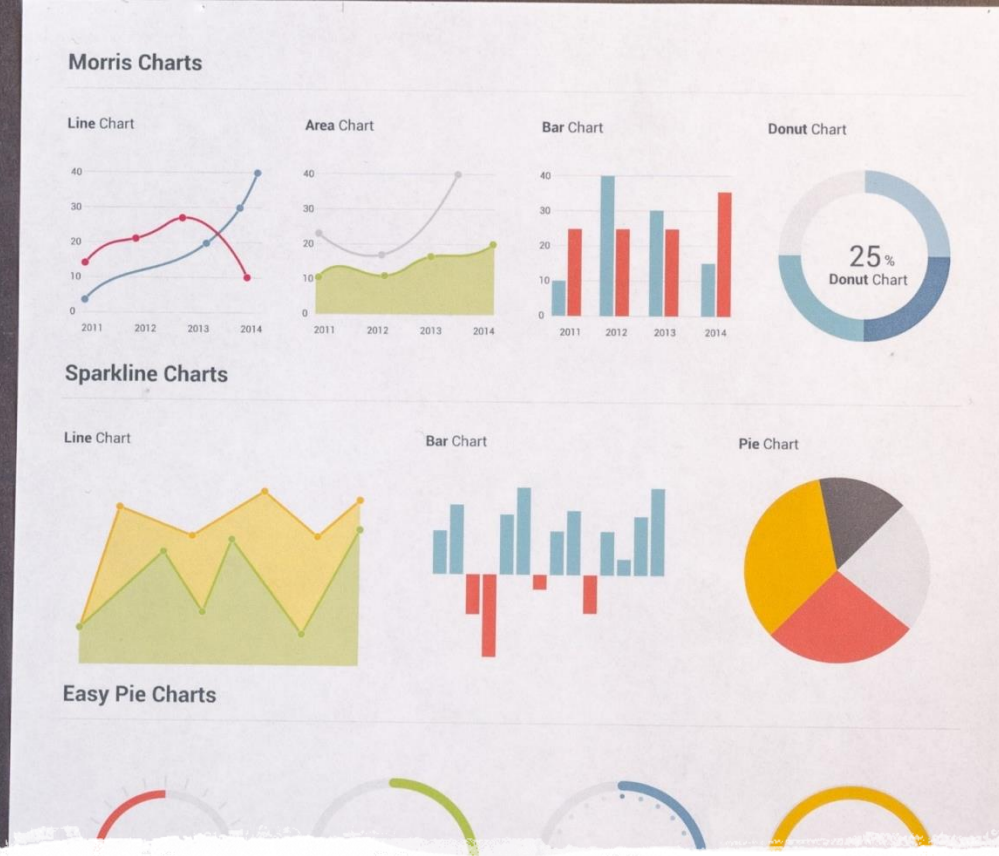 Morris Charts
Line Chart
Area Chart
Bar Chart
Donut Chart
40
30
20
10
0
2011 2012 2013 2014
40
30
20
10
0
2011 2012 2013 2014
40
30
20
10
0
2011 2012 2013 2014
25%
Donut Chart
Sparkline Charts
Line Chart
Bar Chart
Pie Chart
Easy Pie Charts